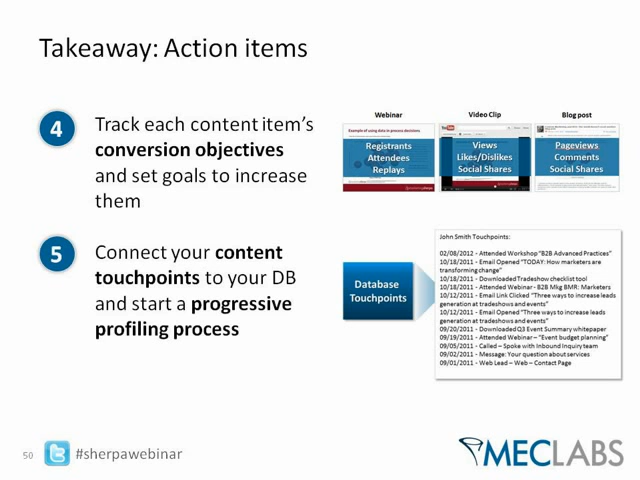 Takeaway: Action items
4
Track each content item's
conversion objectives
and set goals to increase
them
Webinar
Example of using data in process decisions
Registrants
Attendees
Replays
Video Clip
Views
Likes/Dislikes
Social Shares
Blog post
Pageviews
Comments
Social Shares
5
Connect your content
touchpoints to your DB
and start a progressive
profiling process
Database
Touchpoints
John Smith Touchpoints:
02/08/2012 - Attended Workshop "B2B Advanced Practices"
10/18/2011 - Email Opened "TODAY: How marketers are
transforming change"
10/18/2011 - Downloaded Tradeshow checklist tool
10/18/2011 - Attended Webinar - B2B Mkg BMR: Marketers
10/12/2011 - Email Link Clicked "Three ways to increase leads
generation at tradeshows and events"
10/12/2011 - Email Opened "Three ways to increase leads
generation at tradeshows and events"
09/20/2011 - Downloaded Q3 Event Summary whitepaper
09/19/2011 - Attended Webinar – "Event budget planning"
09/05/2011 - Called – Spoke with Inbound Inquiry team
09/02/2011 - Message: Your question about services
09/01/2011 - Web Lead – Web – Contact Page
50
#sherpawebinar
MECLABS